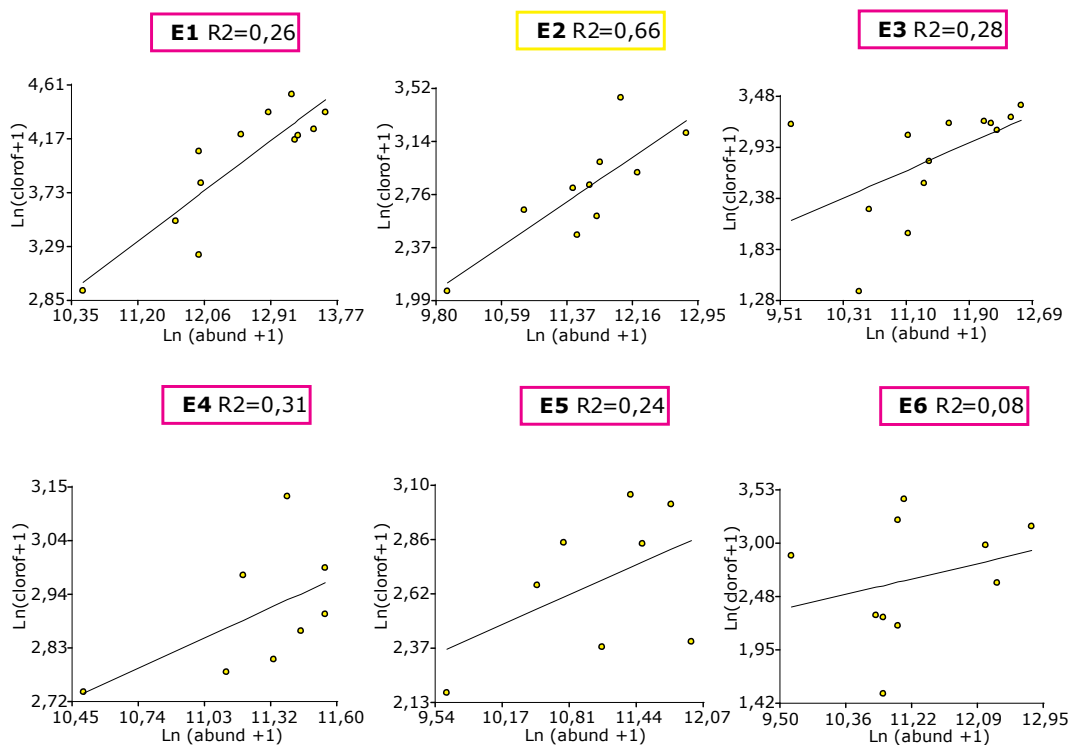 E1 R2=0,26
E2 R2=0,66
E3 R2=0,28
4,61
4,17
3,73
3,29
2,85
Ln(clorof+1)
10,35 11,20 12,06 12,91 13,77
Ln (abund +1)
3,52
3,14
2,76
2,37
1,99
Ln(clorof+1)
9,80 10,59 11,37 12,16 12,95
Ln (abund +1)
3,48
2,93
2,38
1,83
1,28
Ln(clorof+1)
9,51 10,31 11,10 11,90 12,69
Ln (abund +1)
E4 R2=0,31
E5 R2=0,24
E6 R2=0,08
3,15
3,04
2,94
2,83
2,72
Ln(clorof+1)
10,45 10,74 11,03 11,32 11,60
Ln (abund +1)
3,10
2,86
2,62
2,37
2,13
Ln(clorof+1)
9,54 10,17 10,81 11,44 12,07
Ln (abund +1)
3,53
3,00
2,48
1,95
1,42
Ln(clorof+1)
9,50 10,36 11,22 12,09 12,95
Ln (abund +1)